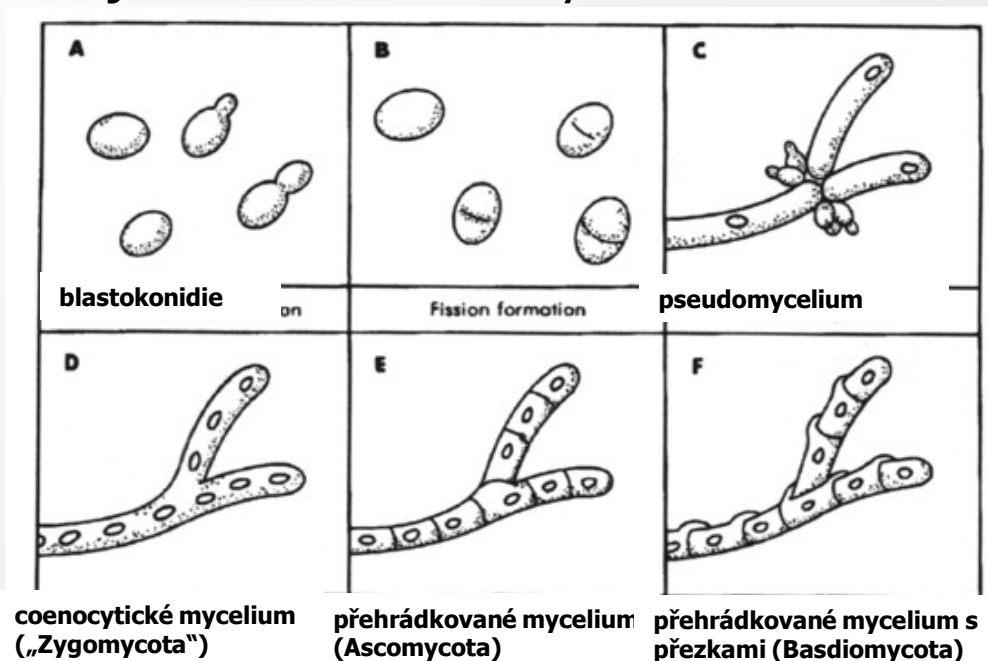 A
B
C
blastokonidie
on
Fission formation
pseudomycelium
D
E
F
coenocytické mycelium
(„Zygomycota“)
přehrádkované mycelium
(Ascomycota)
přehrádkované mycelium s
přezkami (Basdiomycota)